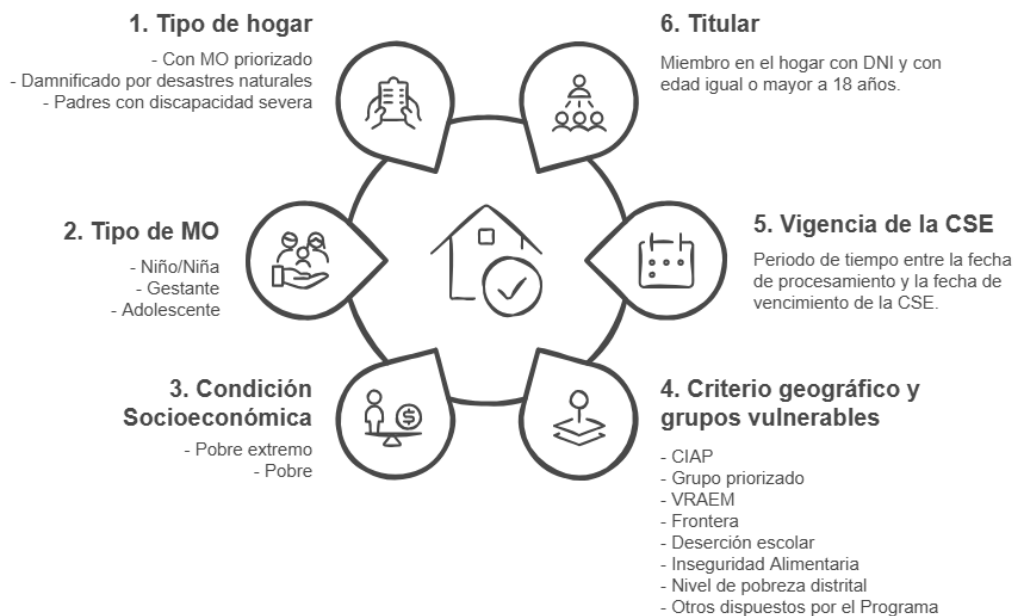 1. Tipo de hogar
- Con MO priorizado
- Damnificado por desastres naturales
- Padres con discapacidad severa
2. Tipo de MO
- Niño/Niña
- Gestante
- Adolescente
3. Condición
Socioeconómica
- Pobre extremo
- Pobre
4. Criterio geográfico y
grupos vulnerables
- CIAP
- Grupo priorizado
- VRAEM
- Frontera
- Deserción escolar
- Inseguridad Alimentaria
- Nivel de pobreza distrital
- Otros dispuestos por el Programa
5. Vigencia de la CSE
Periodo de tiempo entre la fecha
de procesamiento y la fecha de
vencimiento de la CSE.
6. Titular
Miembro en el hogar con DNI y con
edad igual o mayor a 18 años.
$